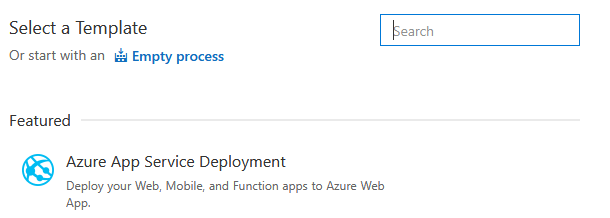 Select a Template
Search
Or start with an Empty process
Featured
Azure App Service Deployment
Deploy your Web, Mobile, and Function apps to Azure Web
App.